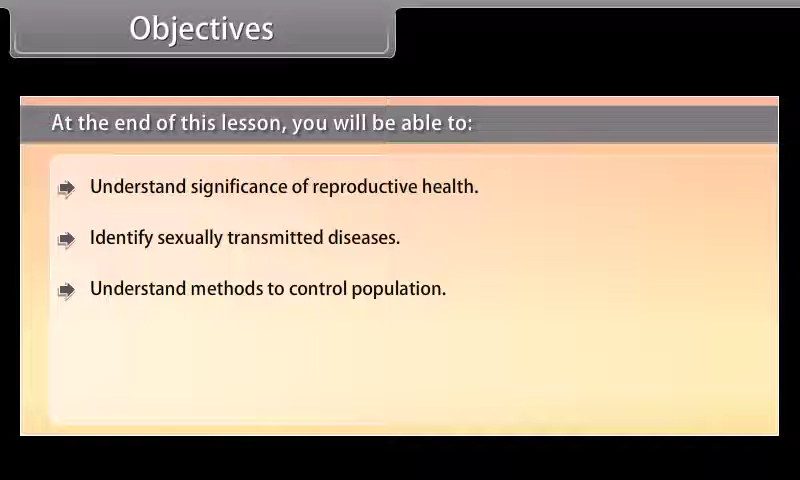 Objectives
At the end of this lesson, you will be able to:
Understand significance of reproductive health.
Identify sexually transmitted diseases.
Understand methods to control population.